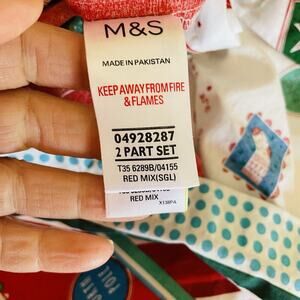 M&S
MADE IN PAKISTAN
KEEP AWAY FROM FIRE
& FLAMES
04928287
2 PART SET
T35 6289B/04155
RED MIX(SGL)
RED MIX
X138PA